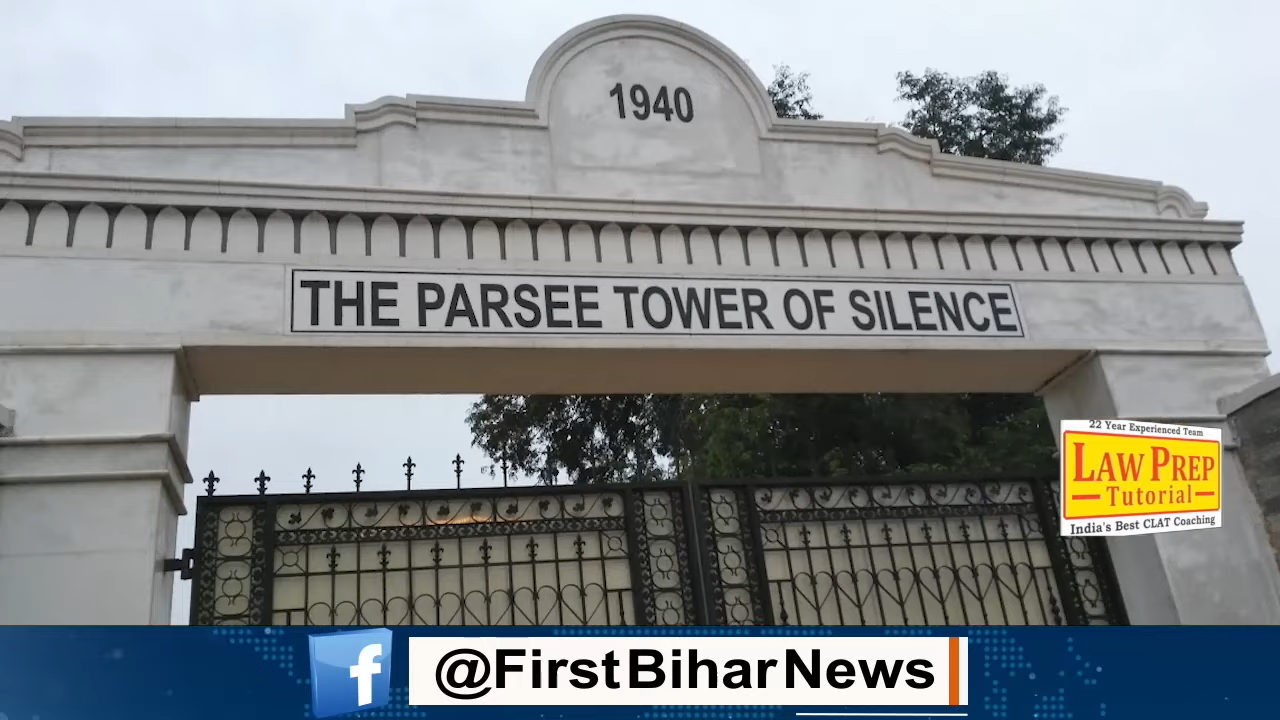 1940
THE PARSEE TOWER OF SILENCE
22 Year Experienced Team
LAW PREP
Tutorial
India's Best CLAT Coaching
f
@FirstBiharNews